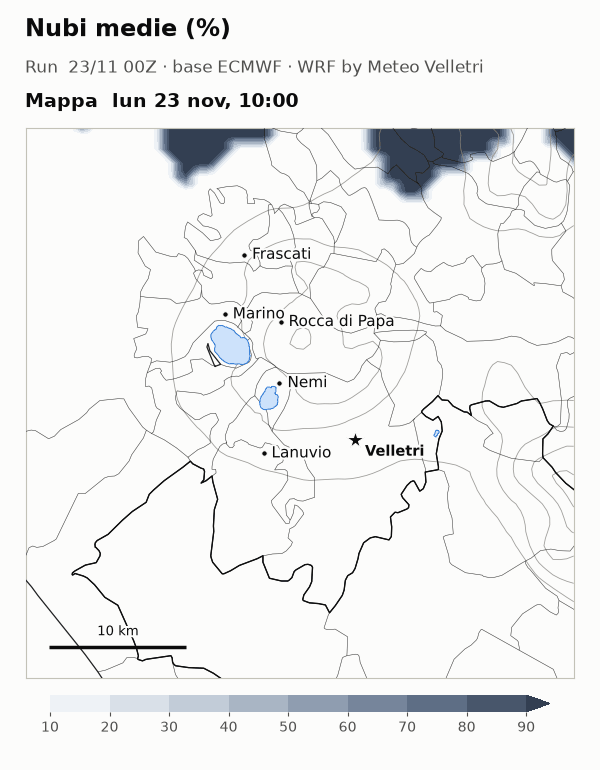 Nubi medie (%)
Run  23/11 00Z · base ECMWF · WRF by Meteo Velletri
Mappa  lun 23 nov, 10:00
Frascati
Marino
Rocca di Papa
Nemi
Velletri
Lanuvio
10 km
10 20 30 40 50 60 70 80 90